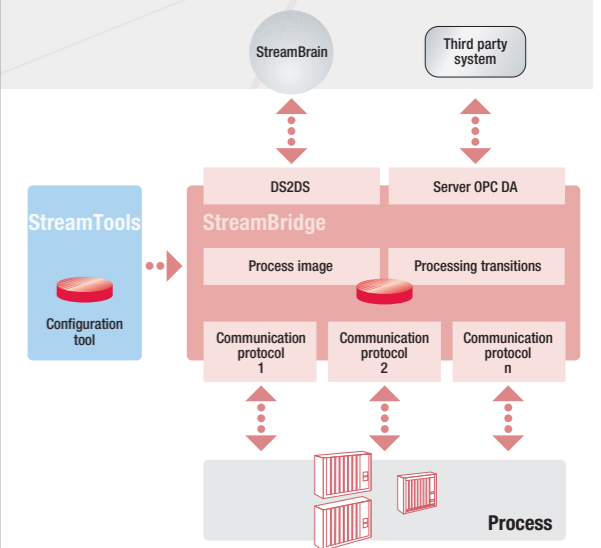 StreamBrain
Third party
system
DS2DS
Server OPC DA
StreamTools
StreamBridge
Process image
Processing transitions
Configuration
tool
Communication
protocol
1
Communication
protocol
2
Communication
protocol
n
Process